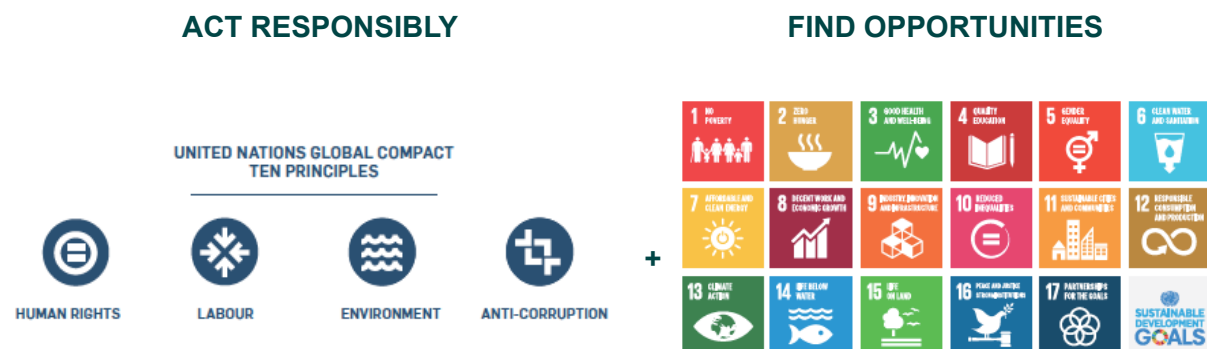 ACT RESPONSIBLY
FIND OPPORTUNITIES
UNITED NATIONS GLOBAL COMPACT
TEN PRINCIPLES
HUMAN RIGHTS
LABOUR
ENVIRONMENT
ANTI-CORRUPTION
+
1 NO
POVERTY
2 ZERO
HUNGER
3 GOOD HEALTH
AND WELL-BEING
4 QUALITY
EDUCATION
5 GENDER
EQUALITY
6 CLEAN WATER
AND SANITATION
7 AFFORDABLE AND
CLEAN ENERGY
8 DECENT WORK AND
ECONOMIC GROWTH
9 INDUSTRY, INNOVATION
AND INFRASTRUCTURE
10 REDUCED
INEQUALITIES
11 SUSTAINABLE CITIES
AND COMMUNITIES
12 RESPONSIBLE
CONSUMPTION
AND PRODUCTION
13 CLIMATE
ACTION
14 LIFE BELOW
WATER
15 LIFE
ON LAND
16 PEACE AND JUSTICE
STRONG INSTITUTIONS
17 PARTNERSHIPS
FOR THE GOALS
SUSTAINABLE
DEVELOPMENT
GOALS